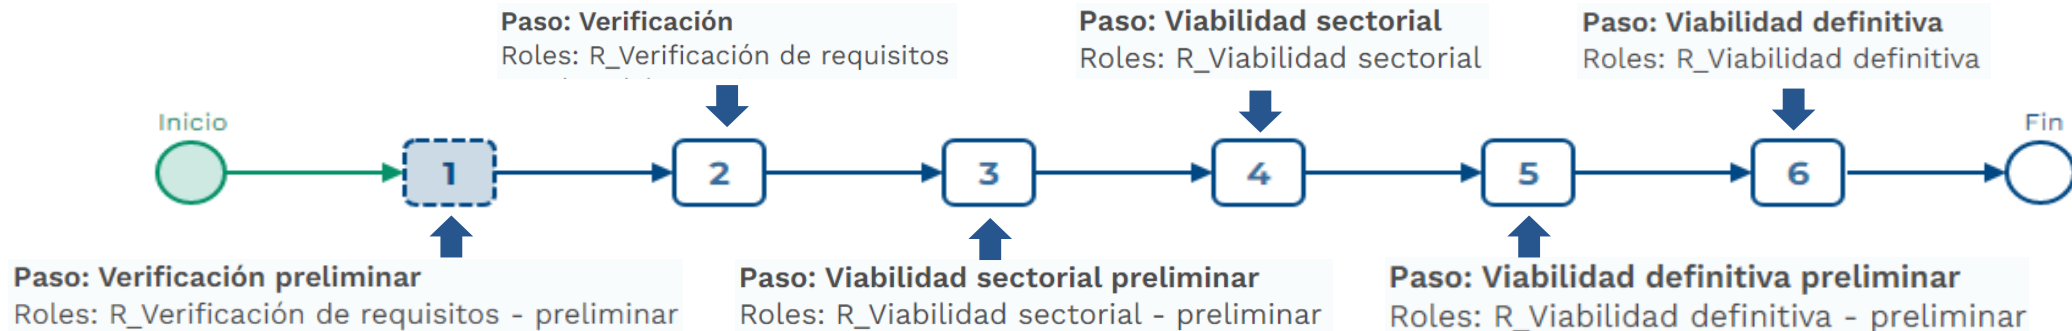 Paso: Verificación
Roles: R_Verificación de requisitos
Paso: Viabilidad sectorial
Roles: R_Viabilidad sectorial
Paso: Viabilidad definitiva
Roles: R_Viabilidad definitiva
Inicio
Fin
1
2
3
4
5
6
Paso: Verificación preliminar
Roles: R_Verificación de requisitos - preliminar
Paso: Viabilidad sectorial preliminar
Roles: R_Viabilidad sectorial - preliminar
Paso: Viabilidad definitiva preliminar
Roles: R_Viabilidad definitiva - preliminar